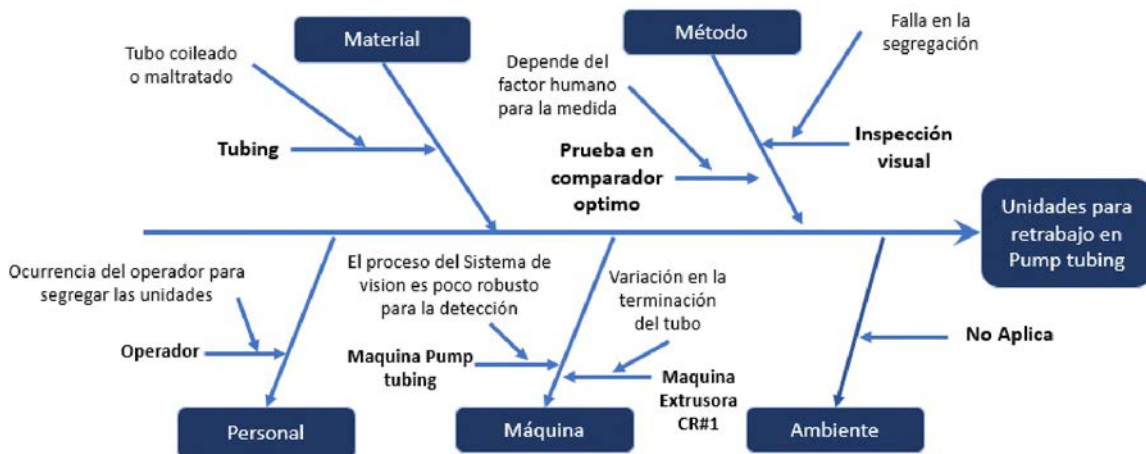 Material
Método
Tubo coileado
o maltratado
Tubing
Depende del
factor humano
para la medida
Prueba en
comparador
optimo
Falla en la
segregación
Inspección
visual
Unidades para
retrabajo en
Pump tubing
Ocurrencia del operador para
segregar las unidades
Operador
El proceso del Sistema de
vision es poco robusto
para la detección
Maquina Pump
tubing
Variación en la
terminación
del tubo
Maquina
Extrusora
CR#1
No Aplica
Personal
Máquina
Ambiente